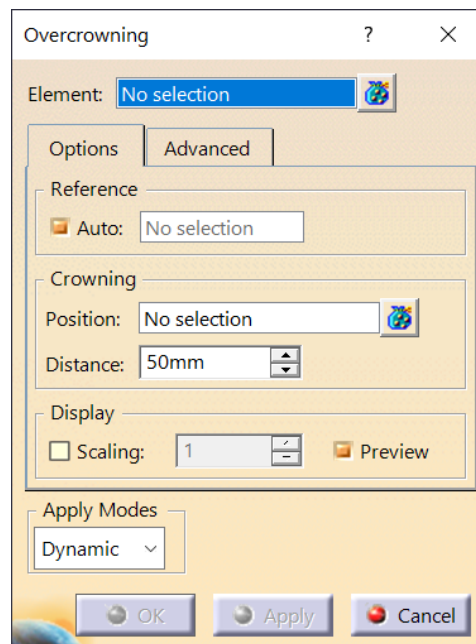 Overcrowning ?
Element: No selection
Options Advanced
Reference
Auto: No selection
Crowning
Position: No selection
Distance: 50mm
Display
Scaling: 1 Preview
Apply Modes
Dynamic
OK Apply Cancel